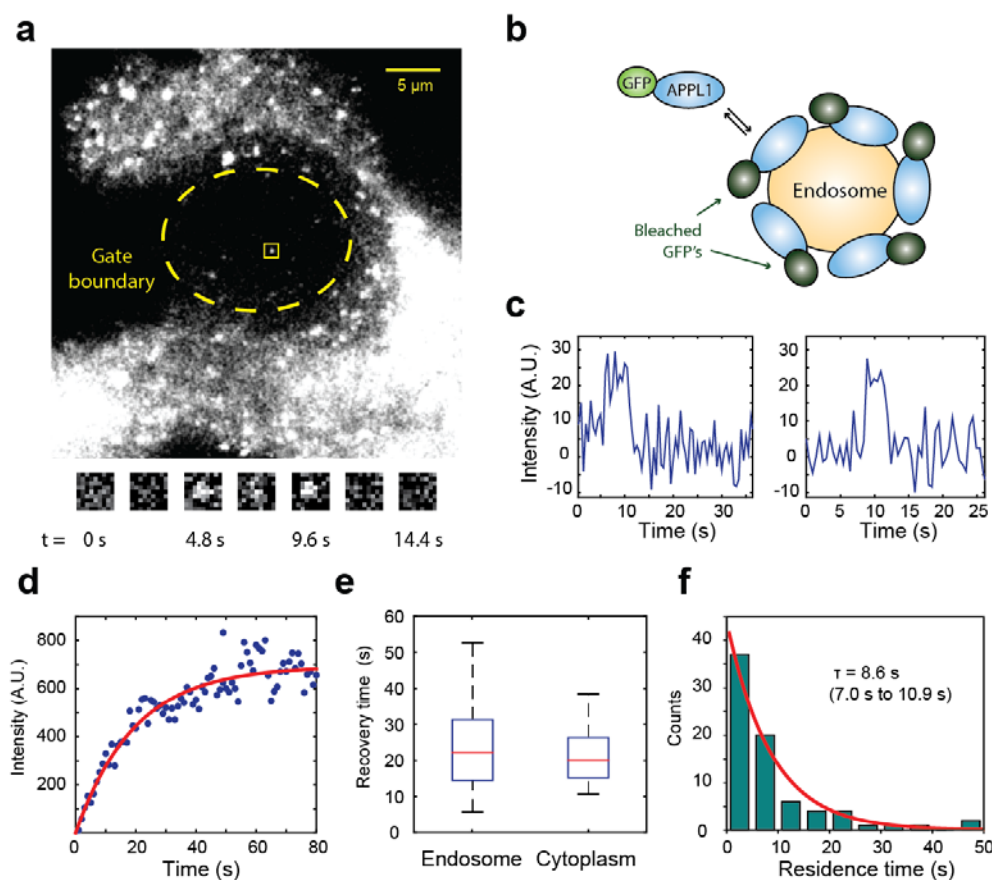 a
5 μm
Gate
boundary
t = 0 s 4.8 s 9.6 s 14.4 s
b
GFP APPL1
Endosome
Bleached
GFP's
c
Intensity (A.U.)
30
20
10
0
-10
0 10 20 30
Time (s)
30
20
10
0
-10
0 5 10 15 20 25
Time (s)
d
Intensity (A.U.)
800
600
400
200
0 20 40 60 80
Time (s)
e
Recovery time (s)
60
50
40
30
20
10
0
Endosome Cytoplasm
f
Counts
40
30
20
10
0
τ = 8.6 s
(7.0 s to 10.9 s)
0 10 20 30 40 50
Residence time (s)